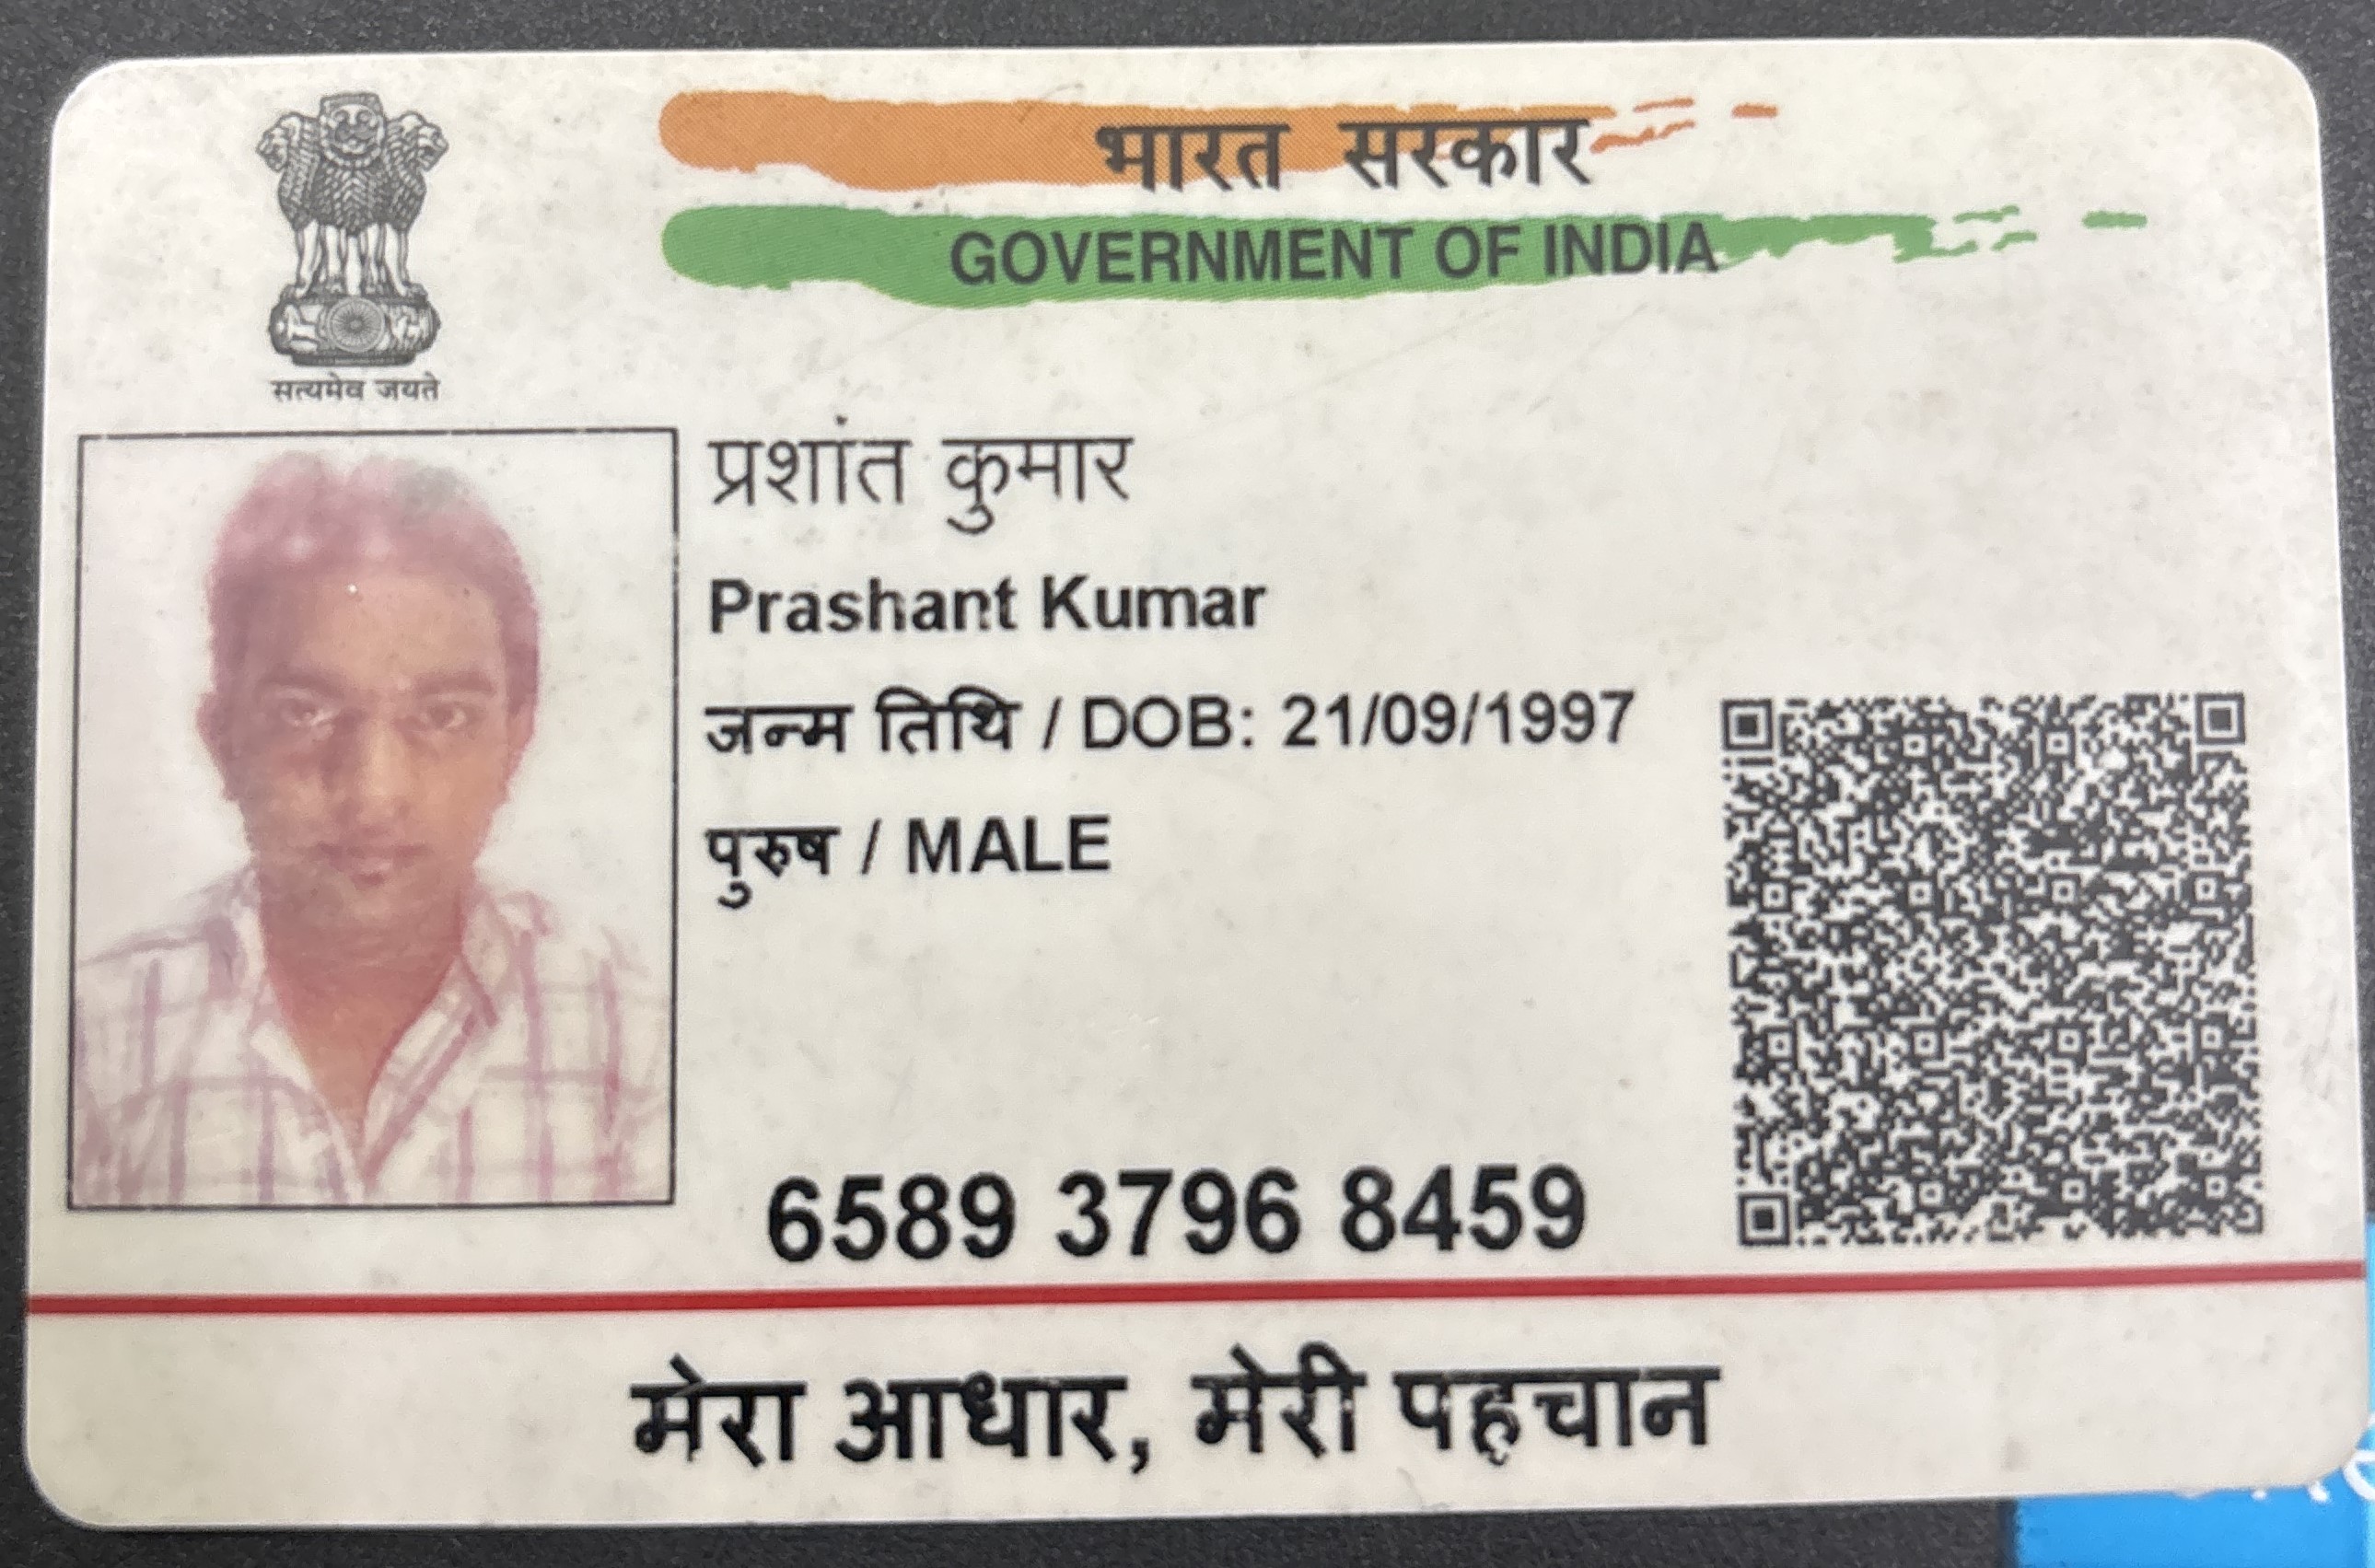 भारत सरकार
GOVERNMENT OF INDIA
सत्यमेव जयते
प्रशांत कुमार
Prashant Kumar
जन्म तिथि / DOB: 21/09/1997
पुरुष / MALE
6589 3796 8459
मेरा आधार, मेरी पहचान